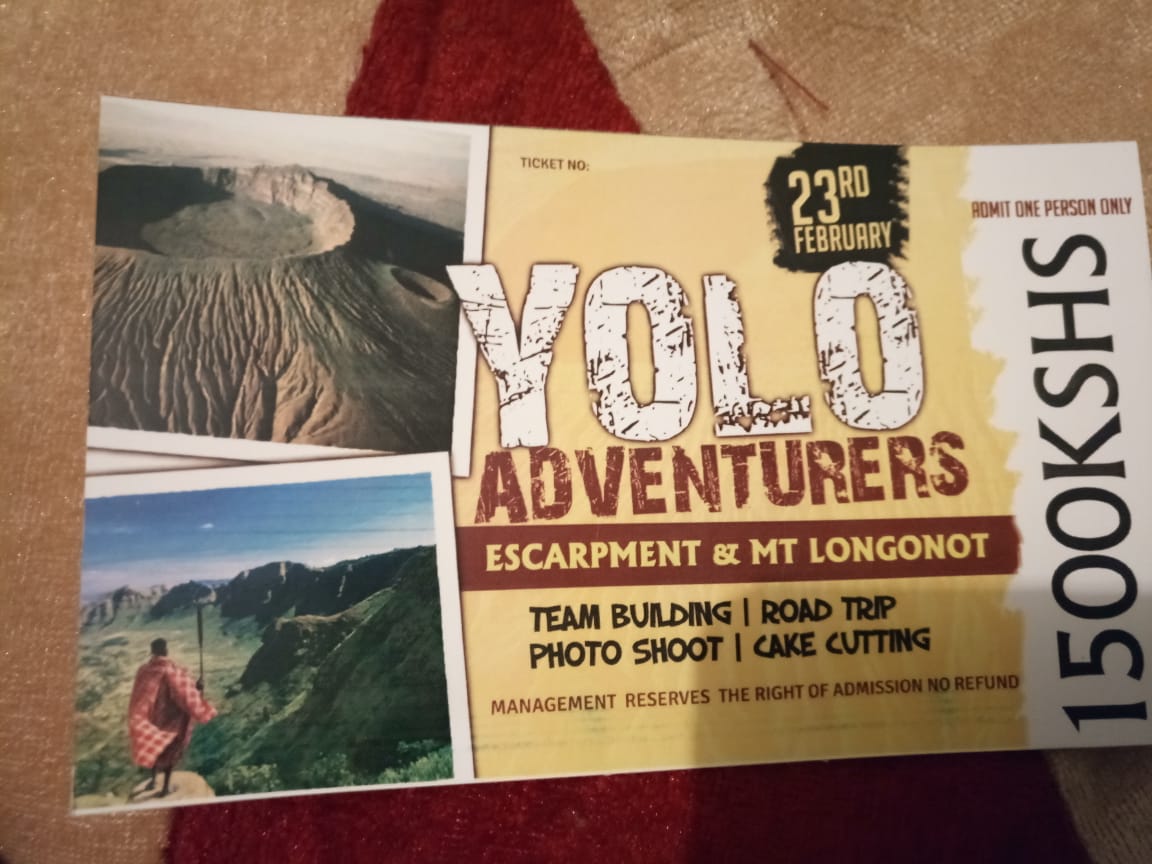 TICKET NO:
23RD
FEBRUARY
ADMIT ONE PERSON ONLY
YOLO
ADVENTURERS
ESCARPMENT & MT LONGONOT
TEAM BUILDING | ROAD TRIP
PHOTO SHOOT | CAKE CUTTING
MANAGEMENT RESERVES THE RIGHT OF ADMISSION NO REFUND
1500KSHS